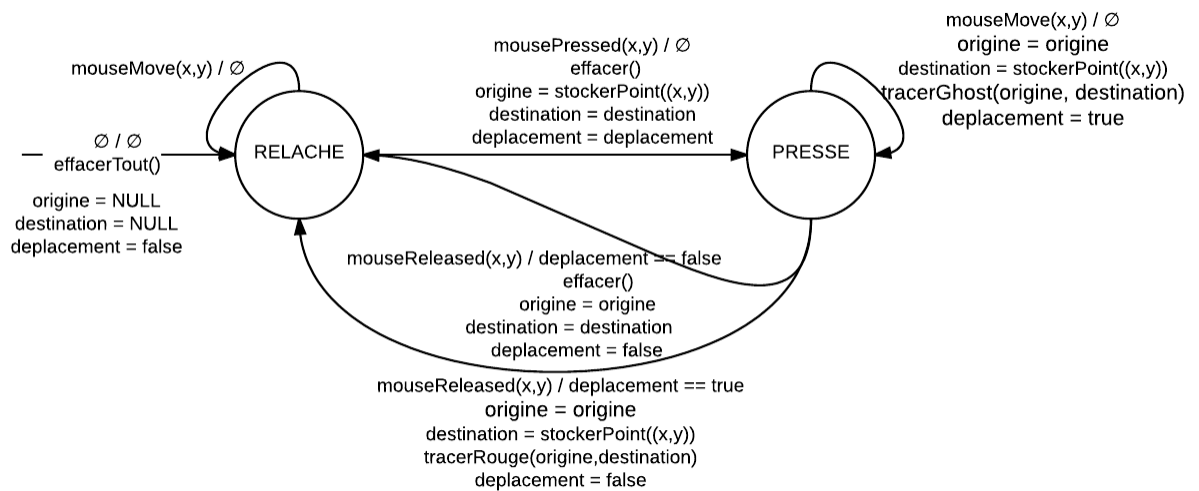 mouseMove(x,y) / ∅
∅ / ∅
effacerTout()
origine = NULL
destination = NULL
deplacement = false
RELACHE
mousePressed(x,y) / ∅
effacer()
origine = stockerPoint((x,y))
destination = destination
deplacement = deplacement
PRESSE
mouseMove(x,y) / ∅
origine = origine
destination = stockerPoint((x,y))
tracerGhost(origine, destination)
deplacement = true
mouseReleased(x,y) / deplacement == false
effacer()
origine = origine
destination = destination
deplacement = false
mouseReleased(x,y) / deplacement == true
origine = origine
destination = stockerPoint((x,y))
tracerRouge(origine,destination)
deplacement = false